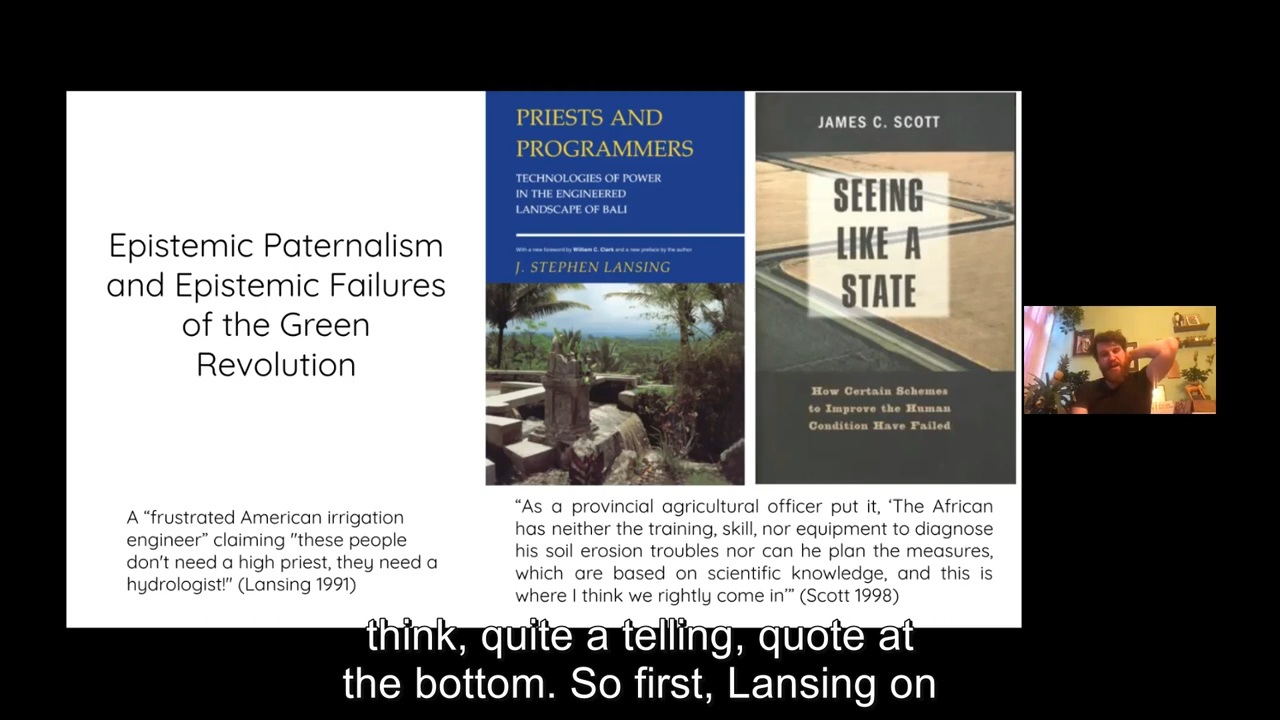 Epistemic Paternalism
and Epistemic Failures
of the Green
Revolution
A “frustrated American irrigation
engineer” claiming "these people
don't need a high priest, they need a
hydrologist!" (Lansing 1991)
PRIESTS AND
PROGRAMMERS
TECHNOLOGIES OF POWER
IN THE ENGINEERED
LANDSCAPE OF BALI
With a new foreword by William C. Clark and a new preface by the author
J. STEPHEN LANSING
JAMES C. SCOTT
SEEING
LIKE A
STATE
How Certain Schemes
to Improve the Human
Condition Have Failed
“As a provincial agricultural officer put it, ‘The African
has neither the training, skill, nor equipment to diagnose
his soil erosion troubles nor can he plan the measures,
which are based on scientific knowledge, and this is
where I think we rightly come in’” (Scott 1998)
think, quite a telling, quote at
the bottom. So first, Lansing on